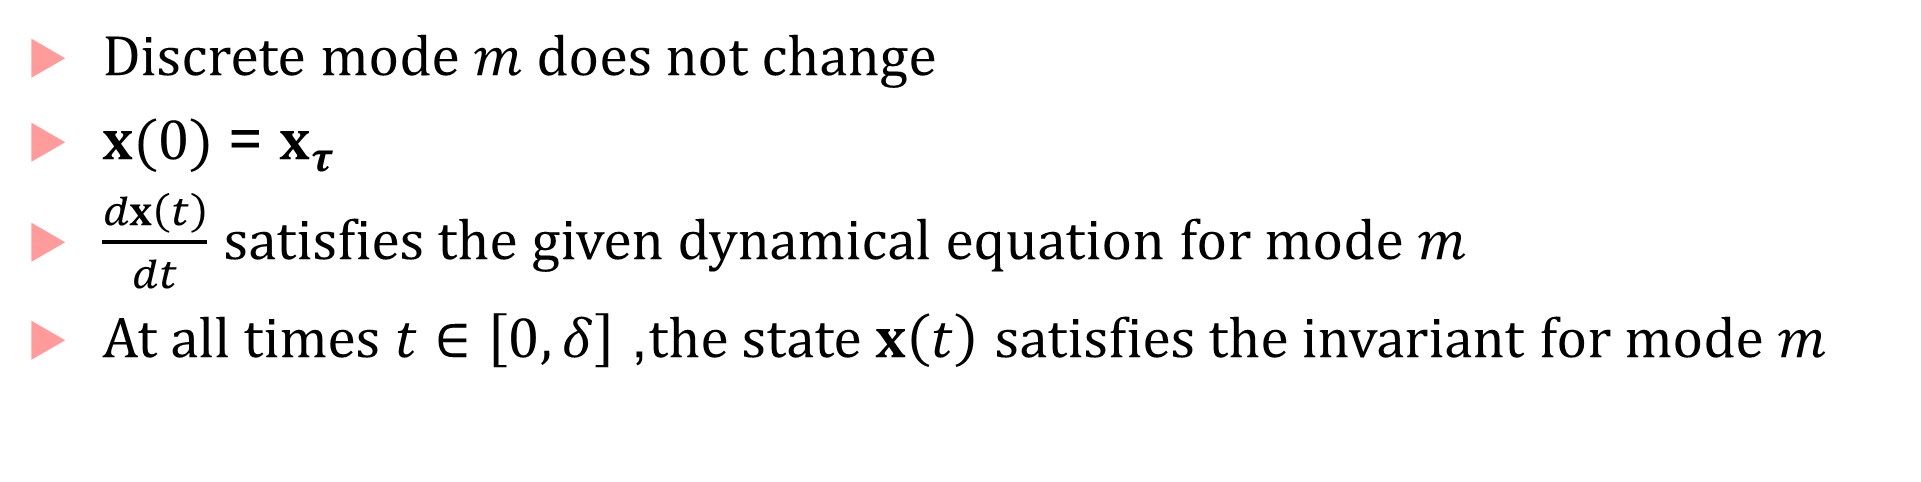 Discrete mode m does not change
x(0) = x_τ
dx(t)/dt satisfies the given dynamical equation for mode m
At all times t ∈ [0, δ] ,the state x(t) satisfies the invariant for mode m